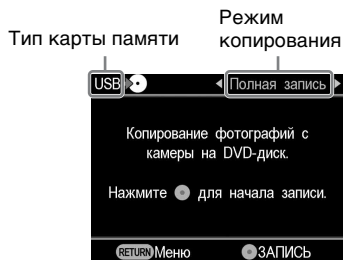 Режим
Тип карты памяти
копирования
USB
Полная запись
Копирование фотографий с
камеры на DVD-диск.
Нажмите для начала записи.
RETURN Меню
ЗАПИСЬ